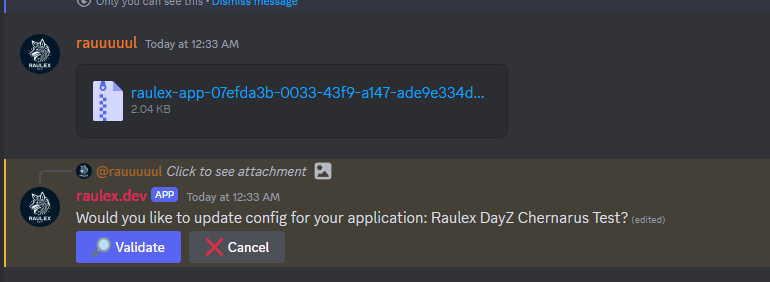 Only you can see this • Dismiss message
RAULEX
rauuuuul Today at 12:33 AM
raulex-app-07efda3b-0033-43f9-a147-ade9e334d...
2.04 KB
@rauuuuul Click to see attachment
RAULEX
raulex.dev APP Today at 12:33 AM
Would you like to update config for your application: Raulex DayZ Chernarus Test? (edited)
Validate Cancel